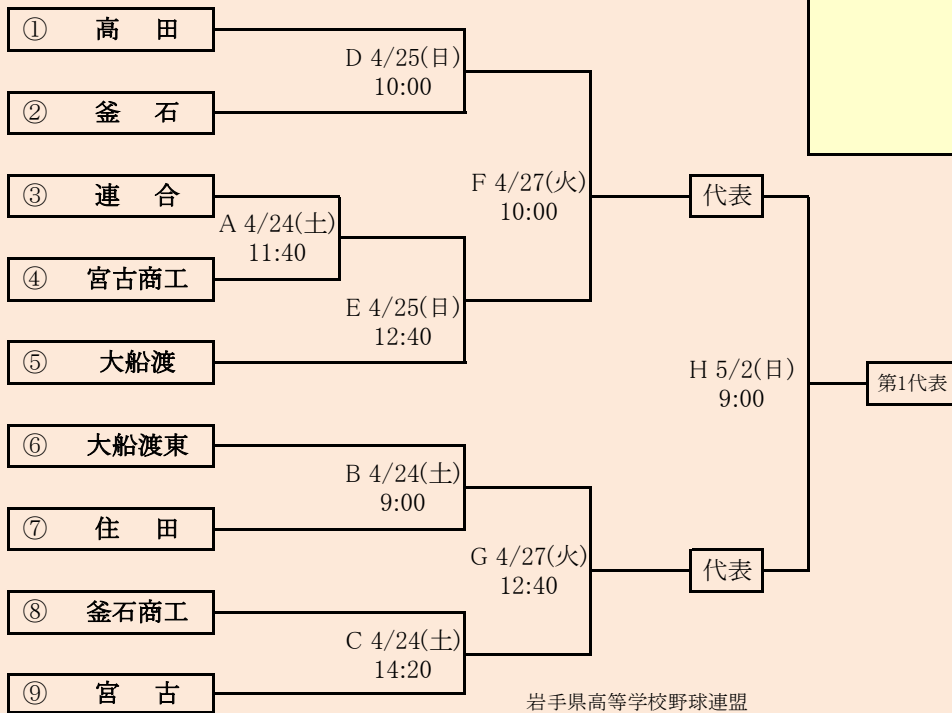 ① 高 田
D 4/25(日)
10:00
② 釜 石
③ 連 合
A 4/24(土)
11:40
④ 宮古商工
E 4/25(日)
12:40
⑤ 大船渡
F 4/27(火)
10:00
代表
⑥ 大船渡東
B 4/24(土)
9:00
⑦ 住 田
G 4/27(火)
12:40
代表
⑧ 釜石商工
C 4/24(土)
14:20
⑨ 宮 古
H 5/2(日)
9:00
第1代表
岩手県高等学校野球連盟